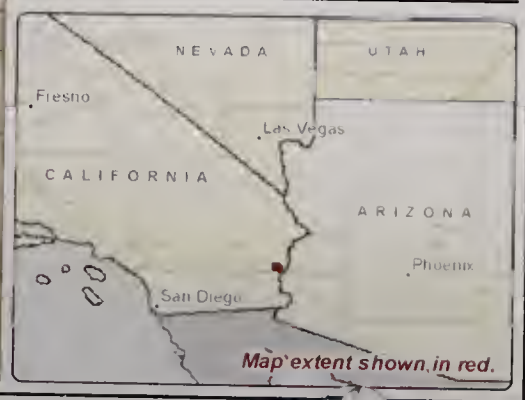 NEVADA
UTAH
Fresno
Las Vegas
CALIFORNIA
ARIZONA
Phoenix
San Diego
Map extent shown in red.